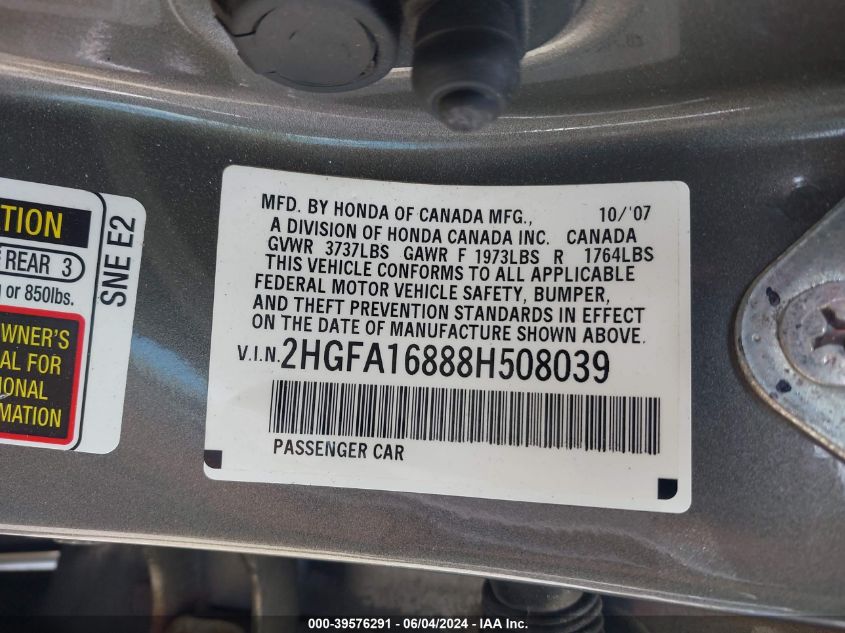 TION
REAR 3
or 850lbs.
WNER'S
AL FOR
IONAL
MATION
SNE E2
MFD. BY HONDA OF CANADA MFG., 10/'07
A DIVISION OF HONDA CANADA INC. CANADA
GVWR 3737LBS GAWR F 1973LBS R 1764LBS
THIS VEHICLE CONFORMS TO ALL APPLICABLE
FEDERAL MOTOR VEHICLE SAFETY, BUMPER,
AND THEFT PREVENTION STANDARDS IN EFFECT
ON THE DATE OF MANUFACTURE SHOWN ABOVE.
V.I.N. 2HGFA16888H508039
PASSENGER CAR
000-39576291 - 06/04/2024 - IAA Inc.